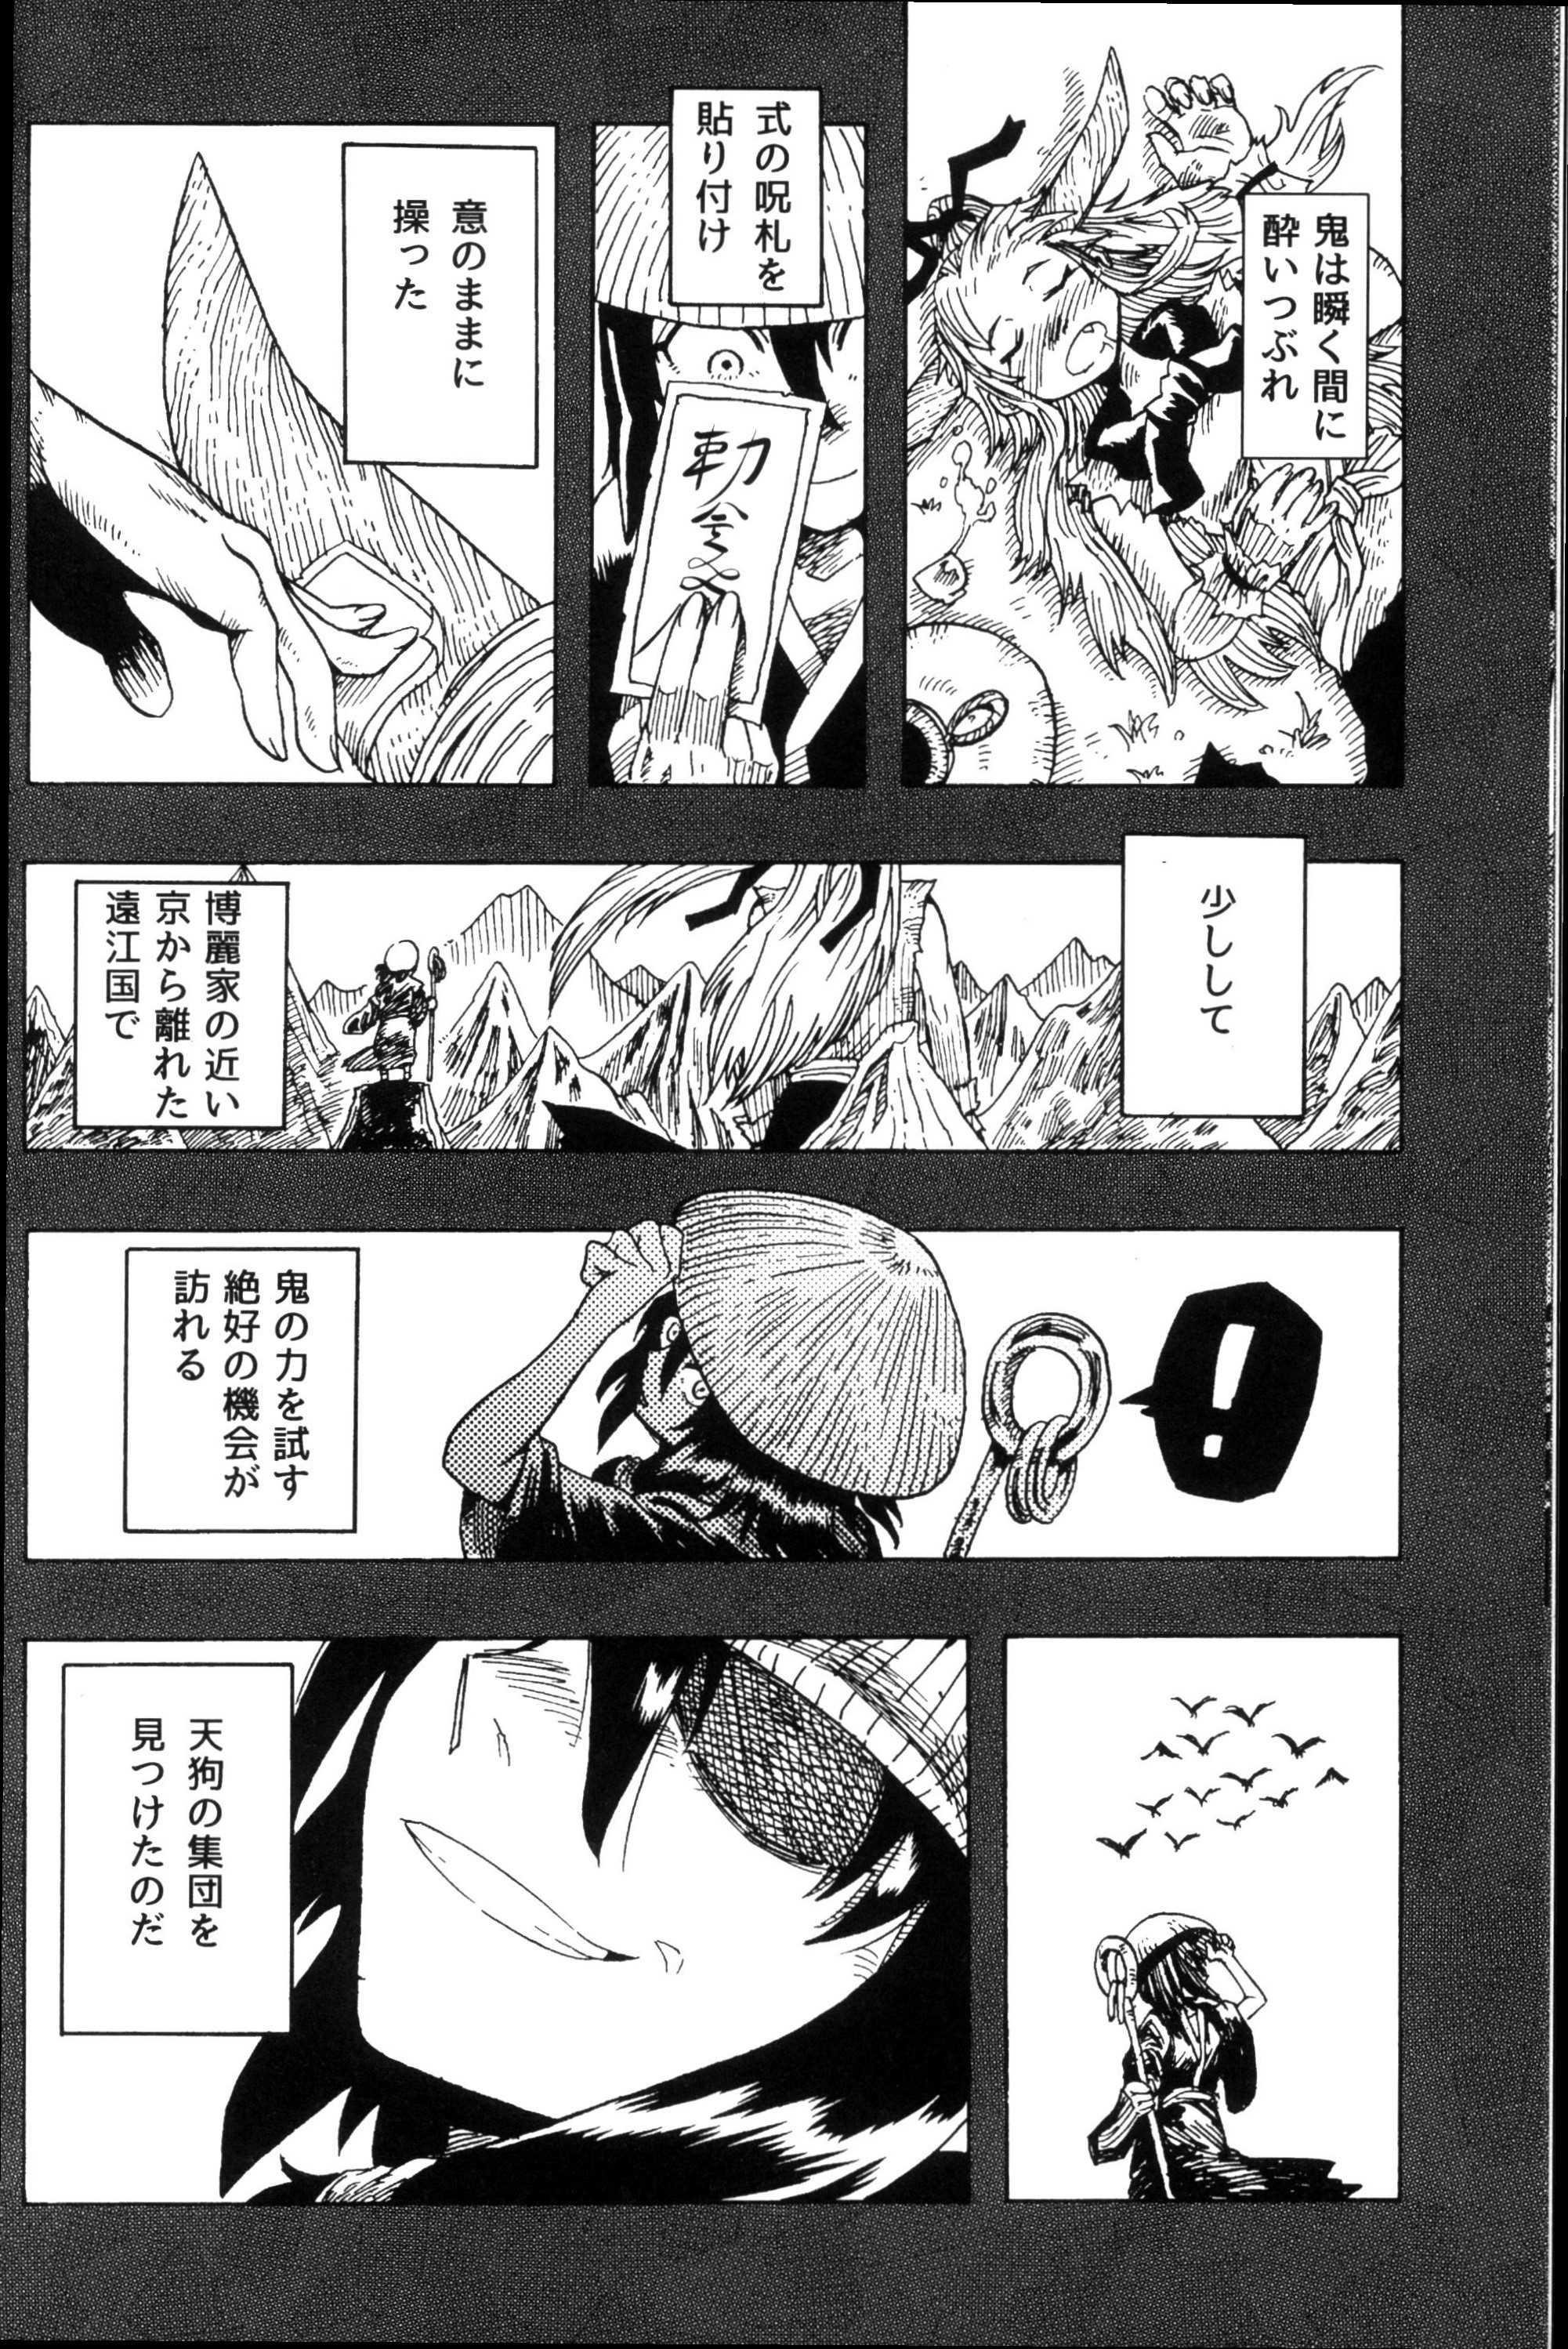 鬼は瞬く間に
酔いつぶれ
式の呪札を
貼り付け
勅令
意のままに
操った
少しして
博麗家の近い
京から離れた
遠江国で
！
鬼の力を試す
絶好の機会が
訪れる
天狗の集団を
見つけたのだ